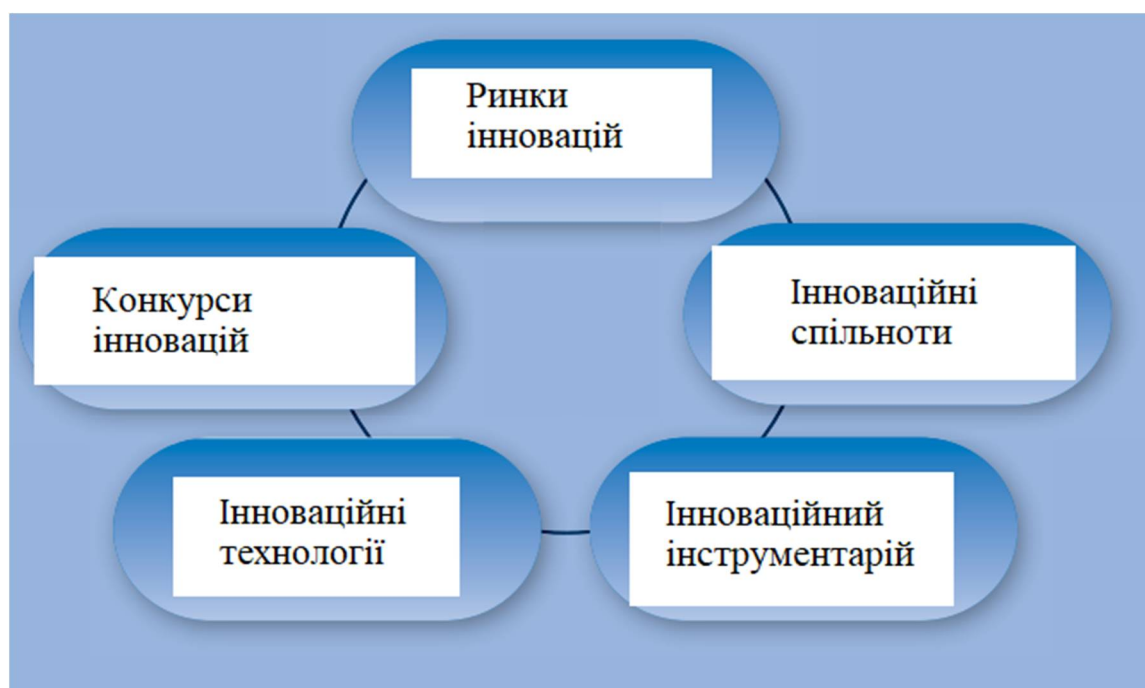 Ринки
інновацій
Конкурси
інновацій
Інноваційні
спільноти
Інноваційні
технології
Інноваційний
інструментарій